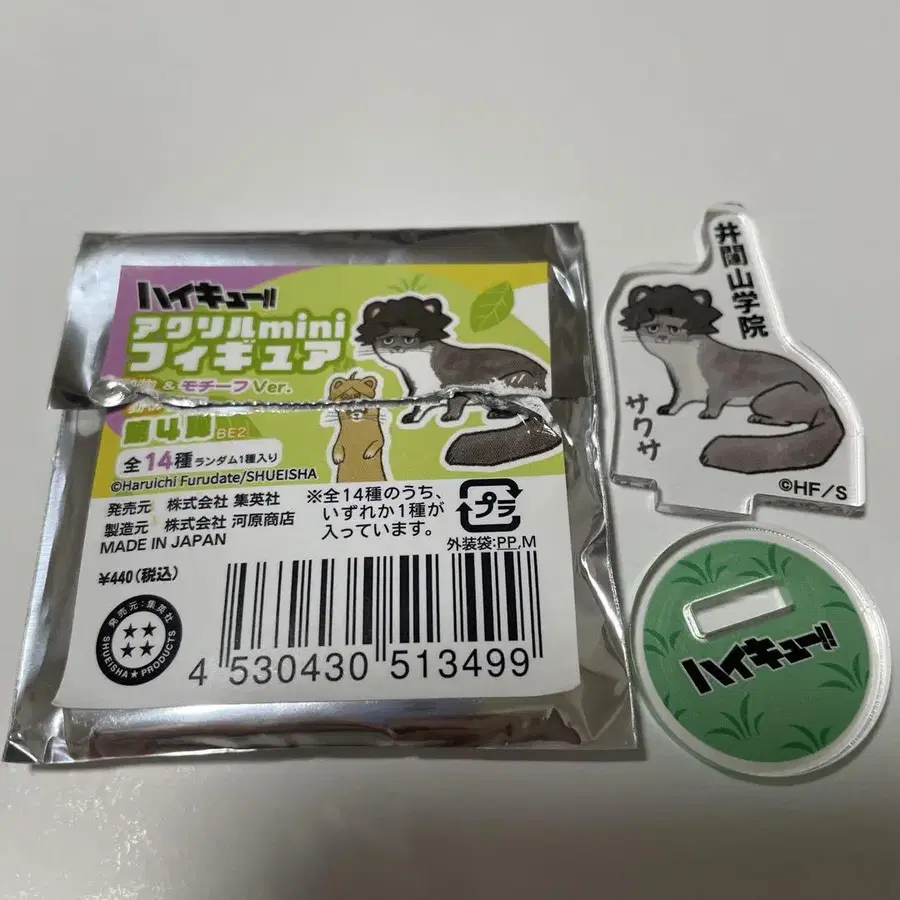 ハイキュー!!
アクリルmini
フィギュア
& モチーフ Ver.
第4弾 BE2
全14種 ランダム1種入り
©Haruichi Furudate/SHUEISHA
発売元 株式会社 集英社
製造元 株式会社 河原商店
MADE IN JAPAN
¥440(税込)
※全14種のうち、
いずれか1種が
入っています。
プラ
外装袋:PP,M
発売元:集英社
SHUEISHA★PRODUCTS
4 530430 513499
井闥山学院
サクサ
©HF/S
ハイキュー!!